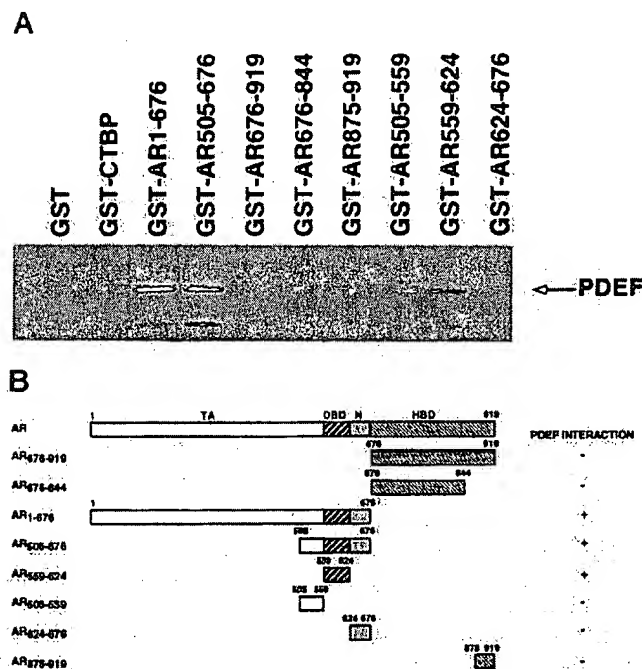 A
GST
GST-CTBP
GST-AR1-676
GST-AR505-676
GST-AR676-919
GST-AR676-844
GST-AR875-919
GST-AR505-559
GST-AR559-624
GST-AR624-676
PDEF
B
1 TA DBD H HBD 919
AR PDEF INTERACTION
676 919
AR676-919 -
676 844
AR676-844 -
1 676
AR1-676 +
505 676
AR505-676 +
559 624
AR559-624 +
505 559
AR505-559 -
624 676
AR624-676 -
875 919
AR875-919 -